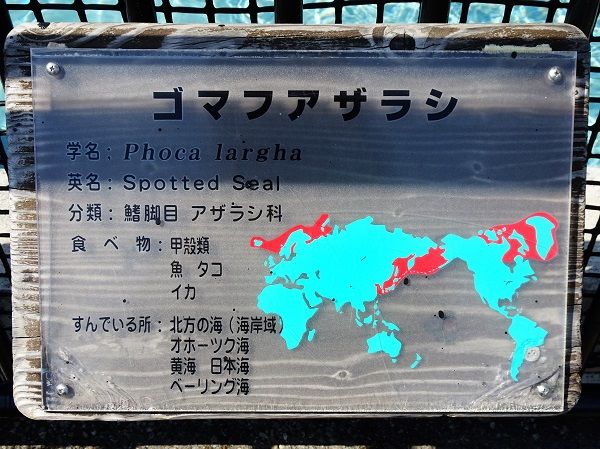 ゴマフアザラシ
学名：Phoca largha
英名：Spotted Seal
分類：鰭脚目 アザラシ科
食べ物：甲殻類
魚 タコ
イカ
すんでいる所：北方の海（海岸域）
オホーツク海
黄海 日本海
ベーリング海